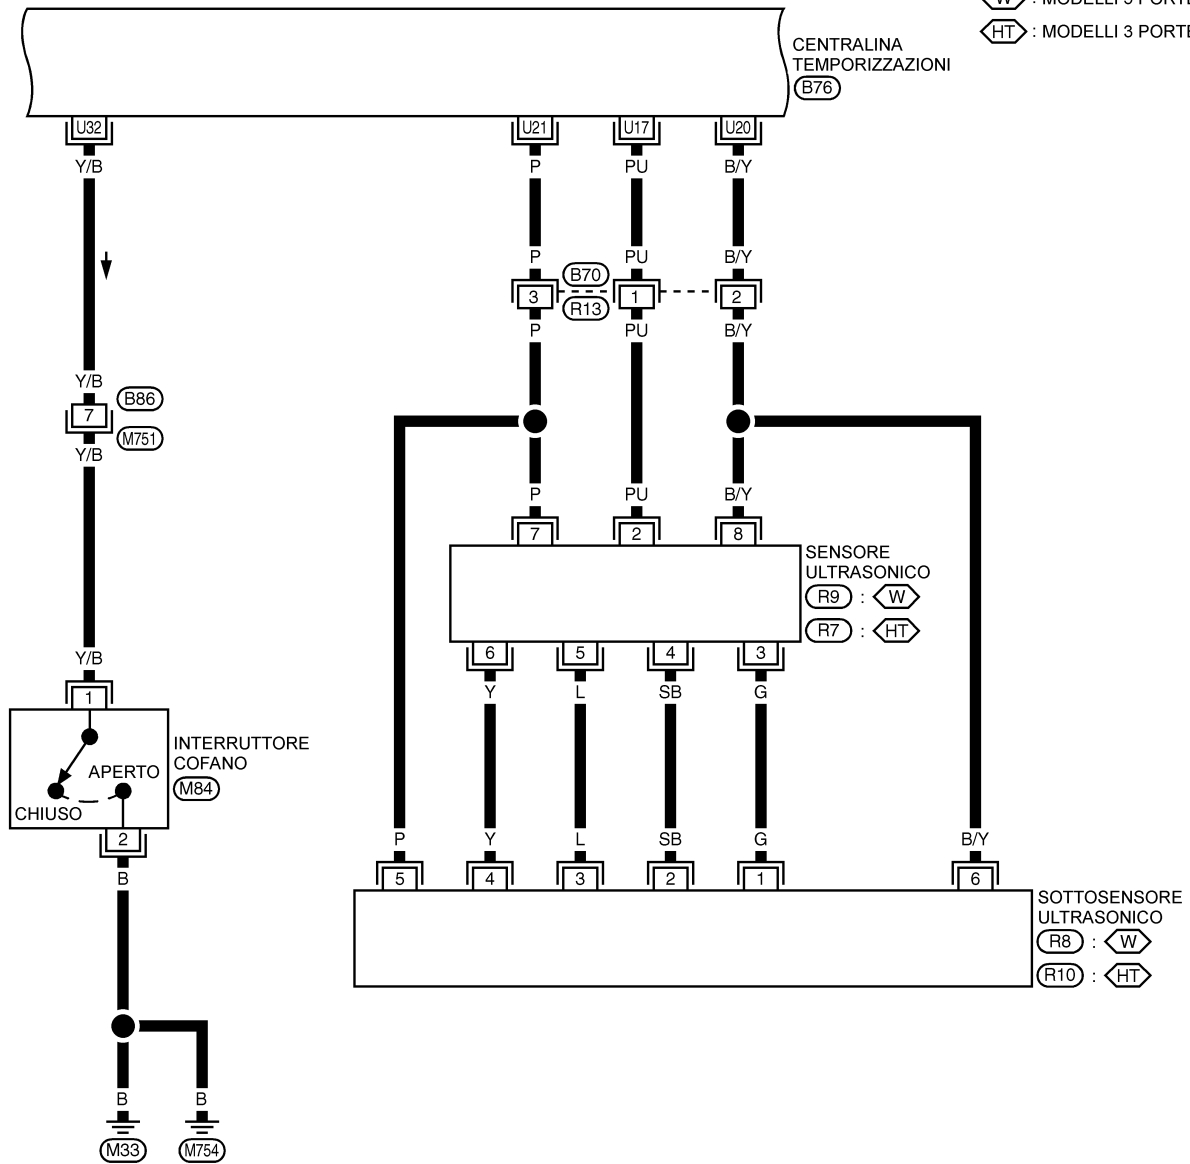 W : MODELLI 5 PORTE
HT : MODELLI 3 PORTE
CENTRALINA
TEMPORIZZAZIONI
B76
U32 U21 U17 U20
Y/B P PU B/Y
P PU B/Y
B70
3 1 2
R13
P PU B/Y
Y/B
7
B86
M751
Y/B
P PU B/Y
7 2 8
SENSORE
ULTRASONICO
R9 : W
R7 : HT
6 5 4 3
Y L SB G
Y/B
1
INTERRUTTORE
COFANO
M84
APERTO
CHIUSO
2
B
P Y L SB G B/Y
5 4 3 2 1 6
SOTTOSENSORE
ULTRASONICO
R8 : W
R10 : HT
B B
M33 M754